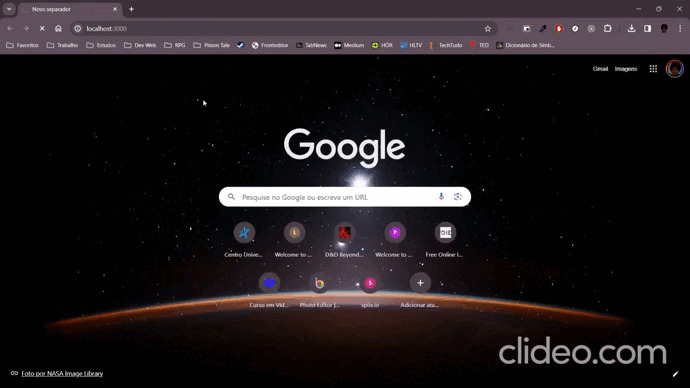 Novo separador
localhost:3000
Favoritos
Trabalho
Estudos
Dev Web
RPG
Prison Tale
Fronteditor
TabNews
Medium
HOR
HLTV
TechTudo
TED
Dicionário de Símb...
Gmail
Imagens
Google
Pesquise no Google ou escreva um URL
Centro Unive...
Welcome to ...
D&D Beyond...
Welcome to ...
Free Online I...
Curso em Víd...
Photo Editor |...
splix.io
Adicionar ata...
Foto por NASA Image Library
clideo.com